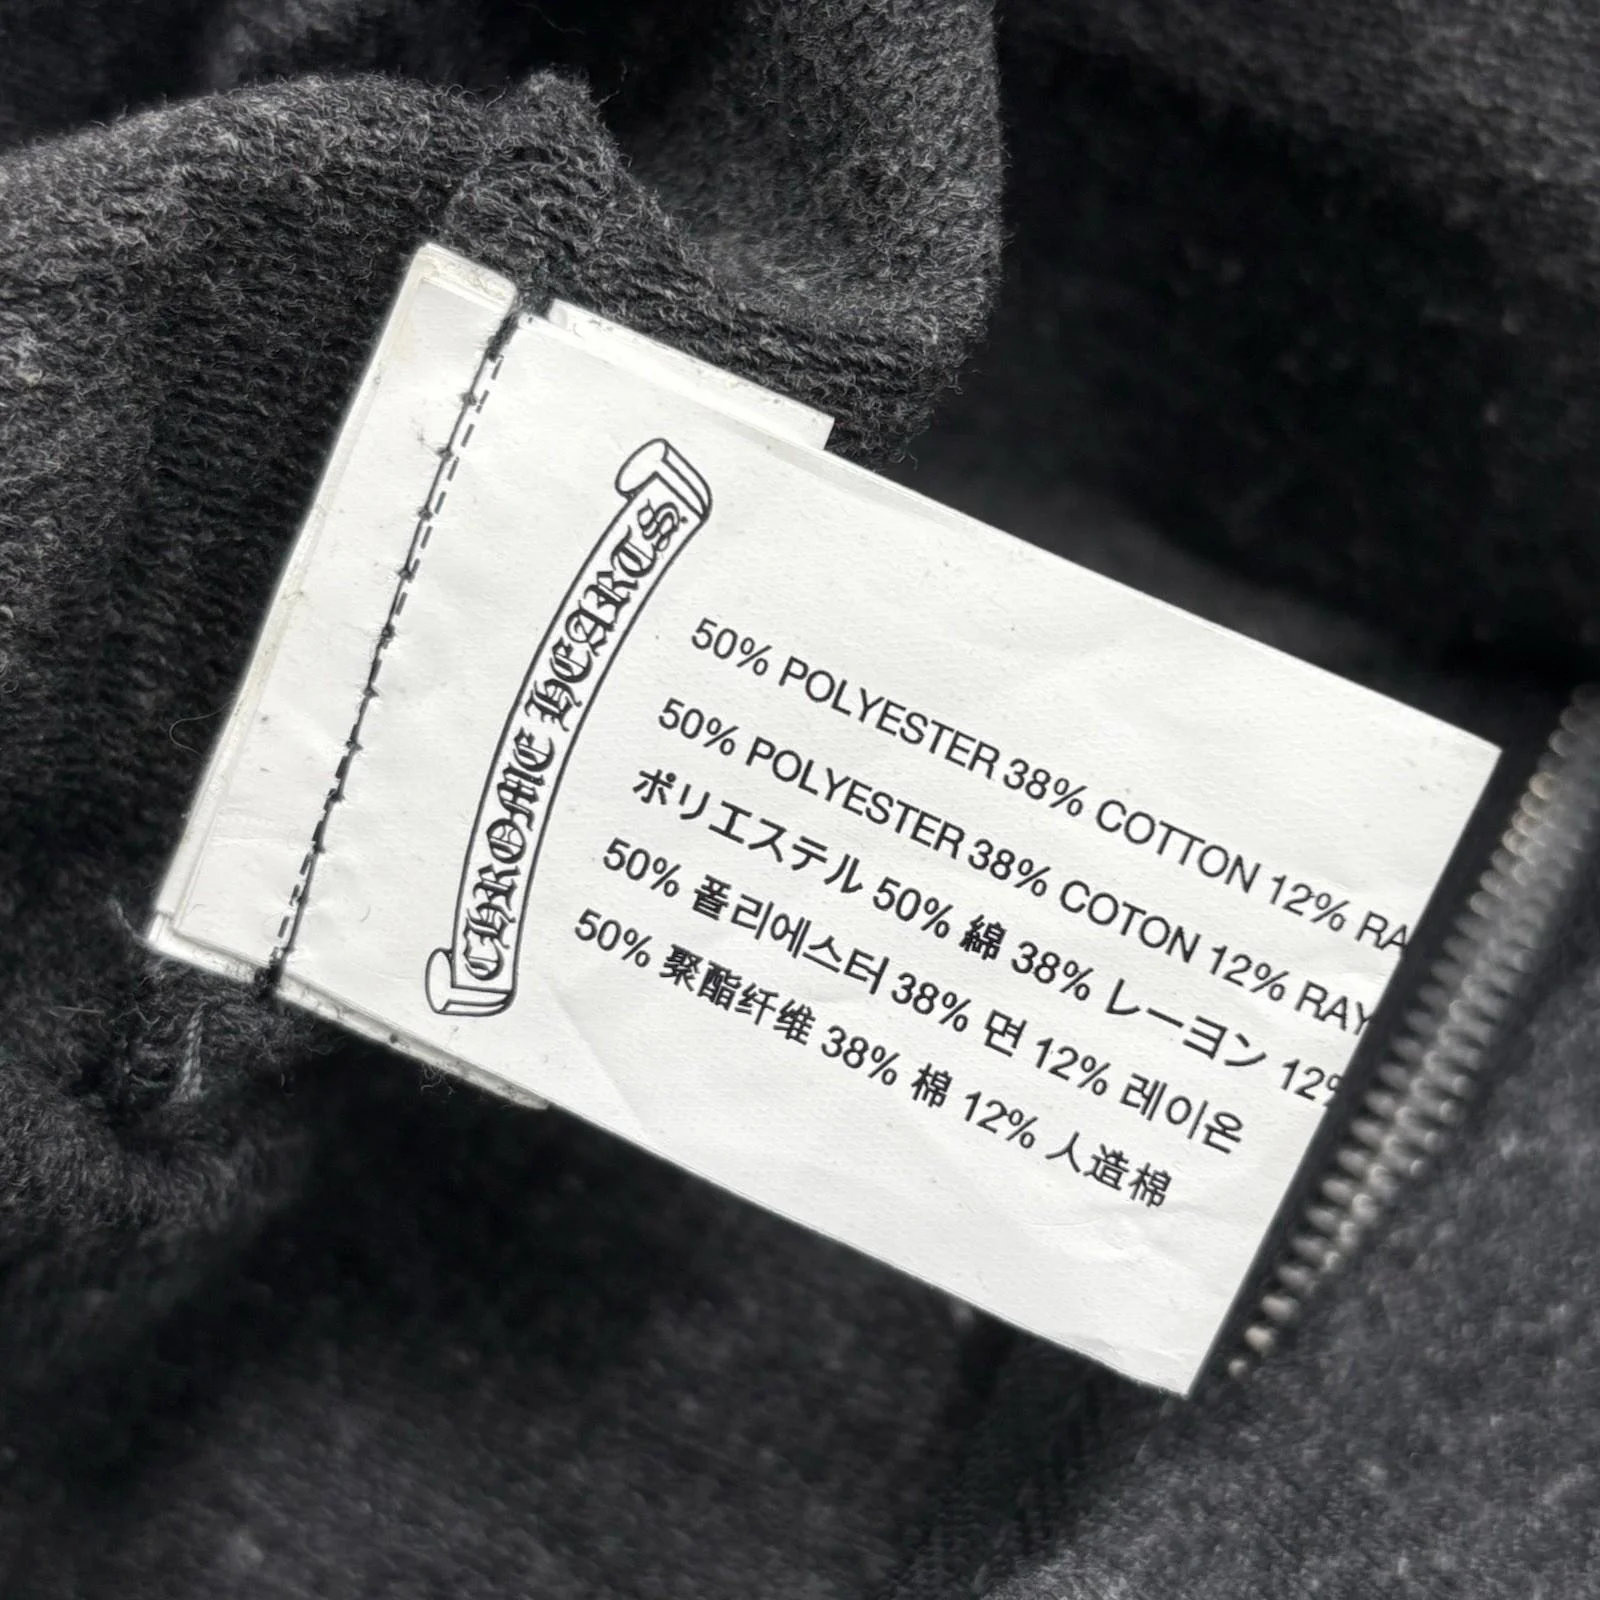 CHROME HEARTS
50% POLYESTER 38% COTTON 12% RA
50% POLYESTER 38% COTON 12% RAY
ポリエステル 50% 綿 38% レーヨン 12%
50% 폴리에스터 38% 면 12% 레이온
50% 聚酯纤维 38% 棉 12% 人造棉